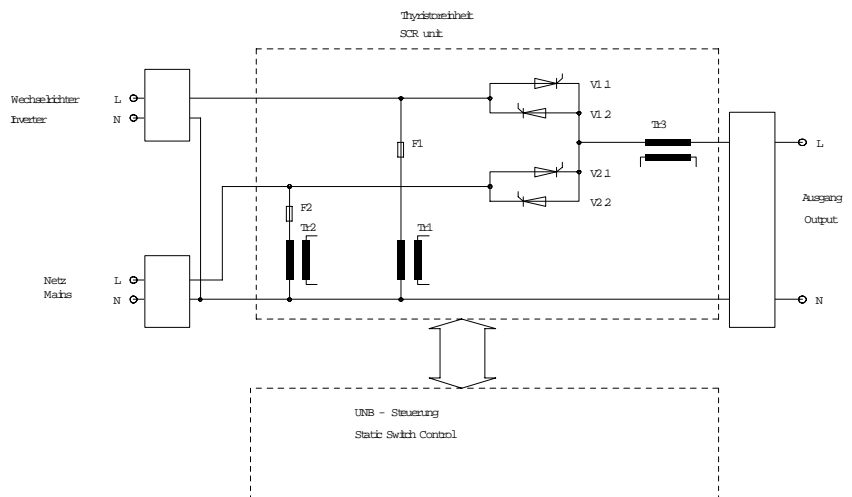 Thyristoreinheit
SCR unit
Wechselrichter
Inverter
L
N
V1.1
V1.2
F1
Tr3
L
V2.1
V2.2
F2
Tr2
Tr1
Ausgang
Output
Netz
Mains
L
N
N
UNB - Steuerung
Static Switch Control